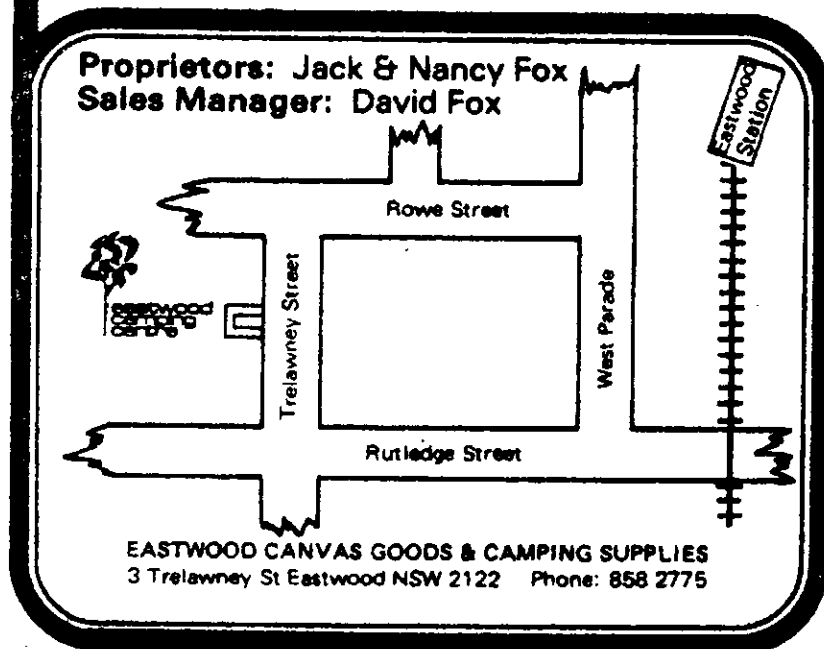 Proprietors: Jack & Nancy Fox
Sales Manager: David Fox
Eastwood
Station
Rowe Street
Trelawney Street
West Parade
eastwood
camping
centre
Rutledge Street
EASTWOOD CANVAS GOODS & CAMPING SUPPLIES
3 Trelawney St Eastwood NSW 2122 Phone: 858 2775